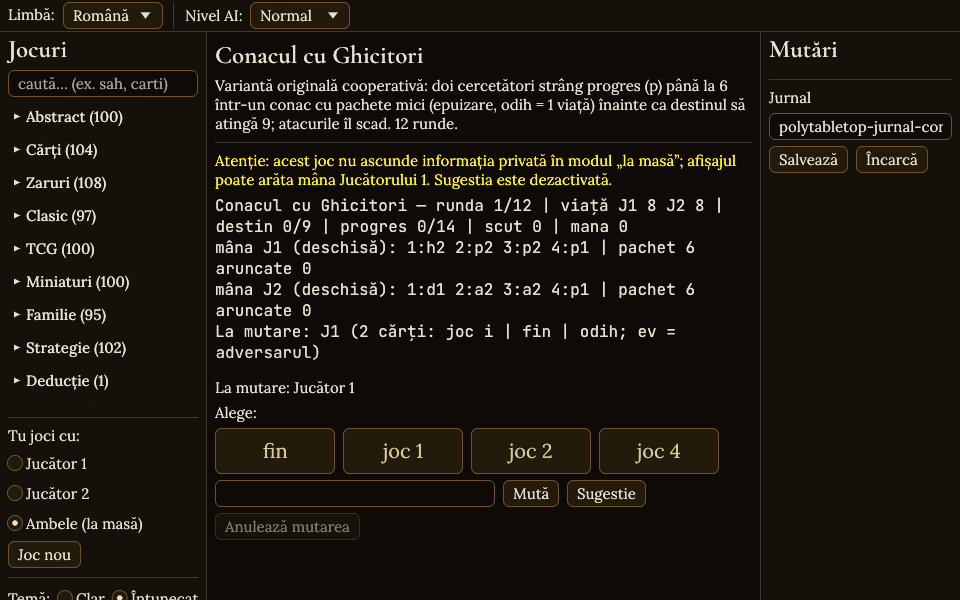 Limbă: Română ▼ Nivel AI: Normal ▼
Jocuri
caută... (ex. sah, carti)
▸ Abstract (100)
▸ Cărți (104)
▸ Zaruri (108)
▸ Clasic (97)
▸ TCG (100)
▸ Miniaturi (100)
▸ Familie (95)
▸ Strategie (102)
▸ Deducție (1)
Tu joci cu:
Jucător 1
Jucător 2
Ambele (la masă)
Joc nou
Temă: Clar Întunecat
Conacul cu Ghicitori
Variantă originală cooperativă: doi cercetători strâng progres (p) până la 6
într-un conac cu pachete mici (epuizare, odih = 1 viață) înainte ca destinul să
atingă 9; atacurile îl scad. 12 runde.
Atenție: acest joc nu ascunde informația privată în modul „la masă”; afișajul
poate arăta mâna Jucătorului 1. Sugestia este dezactivată.
Conacul cu Ghicitori — runda 1/12 | viață J1 8 J2 8 |
destin 0/9 | progres 0/14 | scut 0 | mana 0
mâna J1 (deschisă): 1:h2 2:p2 3:p2 4:p1 | pachet 6
aruncate 0
mâna J2 (deschisă): 1:d1 2:a2 3:a2 4:p1 | pachet 6
aruncate 0
La mutare: J1 (2 cărți: joc i | fin | odih; ev =
adversarul)
La mutare: Jucător 1
Alege:
fin joc 1 joc 2 joc 4
Mută Sugestie
Anulează mutarea
Mutări
Jurnal
polytabletop-jurnal-cor
Salvează Încarcă